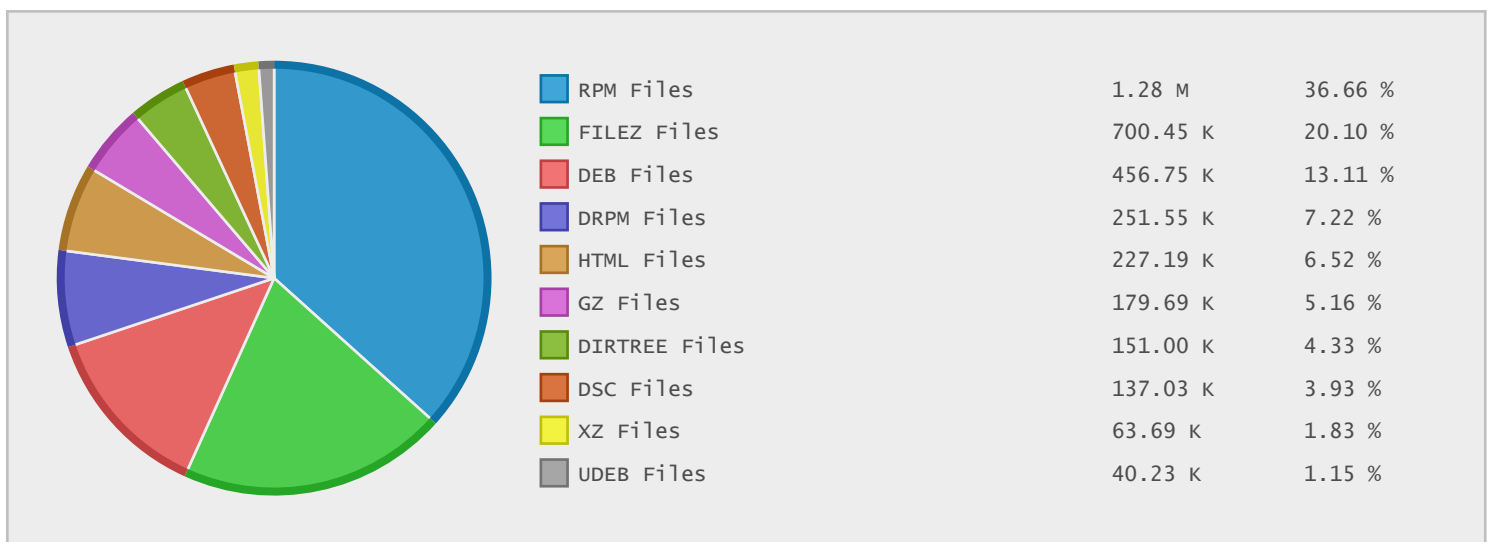 RPM Files 1.28 M 36.66 %
FILEZ Files 700.45 K 20.10 %
DEB Files 456.75 K 13.11 %
DRPM Files 251.55 K 7.22 %
HTML Files 227.19 K 6.52 %
GZ Files 179.69 K 5.16 %
DIRTREE Files 151.00 K 4.33 %
DSC Files 137.03 K 3.93 %
XZ Files 63.69 K 1.83 %
UDEB Files 40.23 K 1.15 %